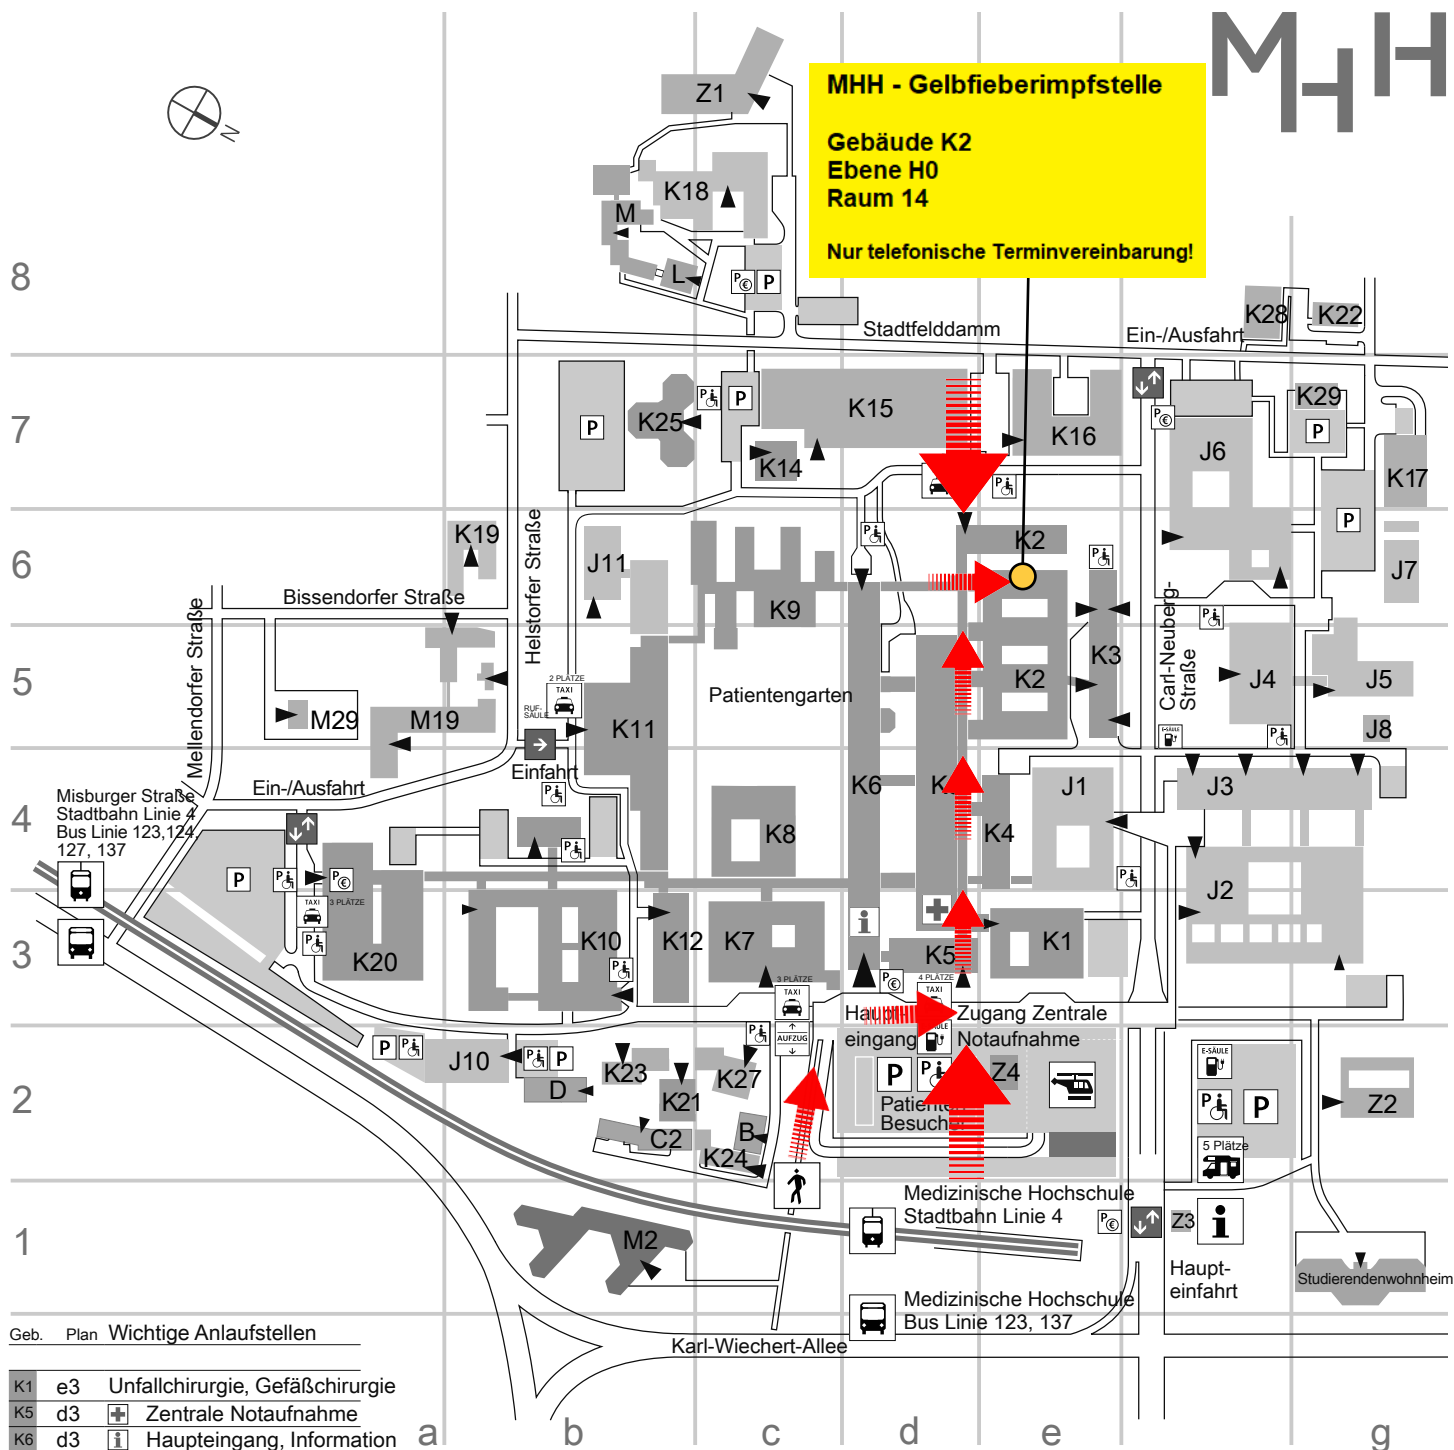 MHH
MHH - Gelbfieberimpfstelle
Gebäude K2
Ebene H0
Raum 14
Nur telefonische Terminvereinbarung!
N
Z1
K18
M
L
P€
P
8
Stadtfelddamm
Ein-/Ausfahrt
K28
K22
7
P
K25
P
P
K15
K14
K16
P
P€
J6
K29
P
K17
P
6
K19
Helstorfer Straße
J11
K9
P
K2
P
J7
Bissendorfer Straße
Mellendorfer Straße
5
M29
M19
2 PLÄTZE
TAXI
RUF-
SÄULE
K11
Patientengarten
K2
K3
Carl-Neuberg-
Straße
P
J4
J5
J8
E-SÄULE
P
Einfahrt
P
4
Misburger Straße
Stadtbahn Linie 4
Bus Linie 123,124,
127, 137
Ein-/Ausfahrt
K8
K6
K4
J1
J3
P
P
P€
TAXI
3 PLÄTZE
P
P
J2
3
K20
P
K10
P
K12
K7
i
K5
K1
3 PLÄTZE
TAXI
P€
4 PLÄTZE
TAXI
Haupt-
eingang
Zugang Zentrale
Notaufnahme
AUFZUG
P
2
P
P
J10
P
P
D
K23
K21
K27
C2
B
K24
P
P
Patienten
Besucher
Z4
E-SÄULE
P
P
5 Plätze
Z2
1
M2
Medizinische Hochschule
Stadtbahn Linie 4
P€
Z3
i
Haupt-
einfahrt
Studierendenwohnheim
Medizinische Hochschule
Bus Linie 123, 137
Karl-Wiechert-Allee
Geb. Plan Wichtige Anlaufstellen
K1 e3 Unfallchirurgie, Gefäßchirurgie
K5 d3 Zentrale Notaufnahme
K6 d3 i Haupteingang, Information
a b c d e g